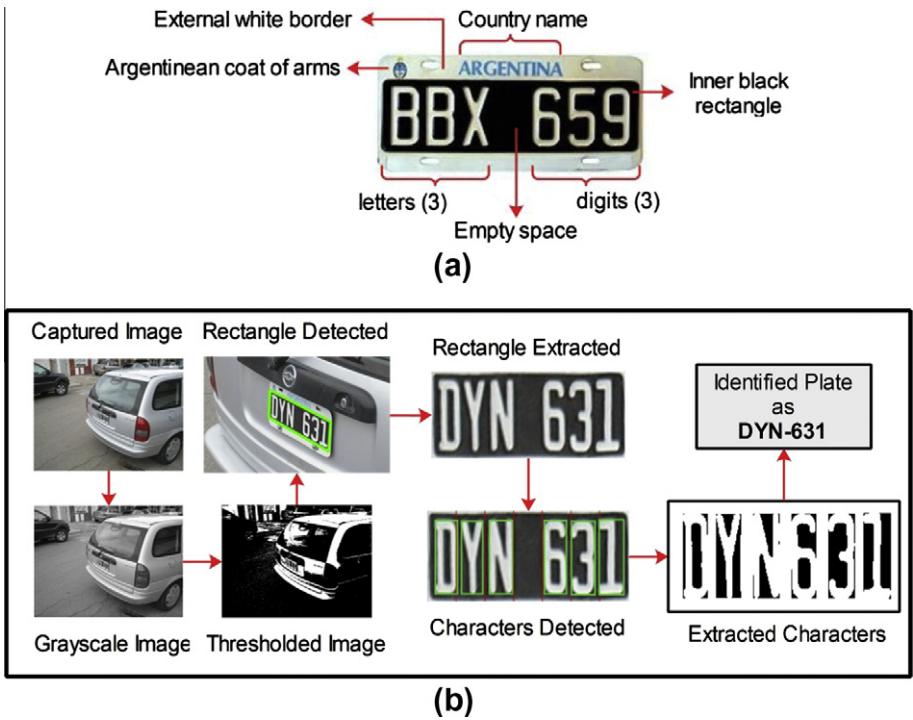 External white border
Country name
Argentinean coat of arms
ARGENTINA
BBX 659
Inner black
rectangle
letters (3)
digits (3)
Empty space
(a)
Captured Image
Rectangle Detected
Rectangle Extracted
DYN 631
DYN 631
Identified Plate
as
DYN-631
DYN 631
DYN631
Grayscale Image
Thresholded Image
Characters Detected
Extracted Characters
(b)